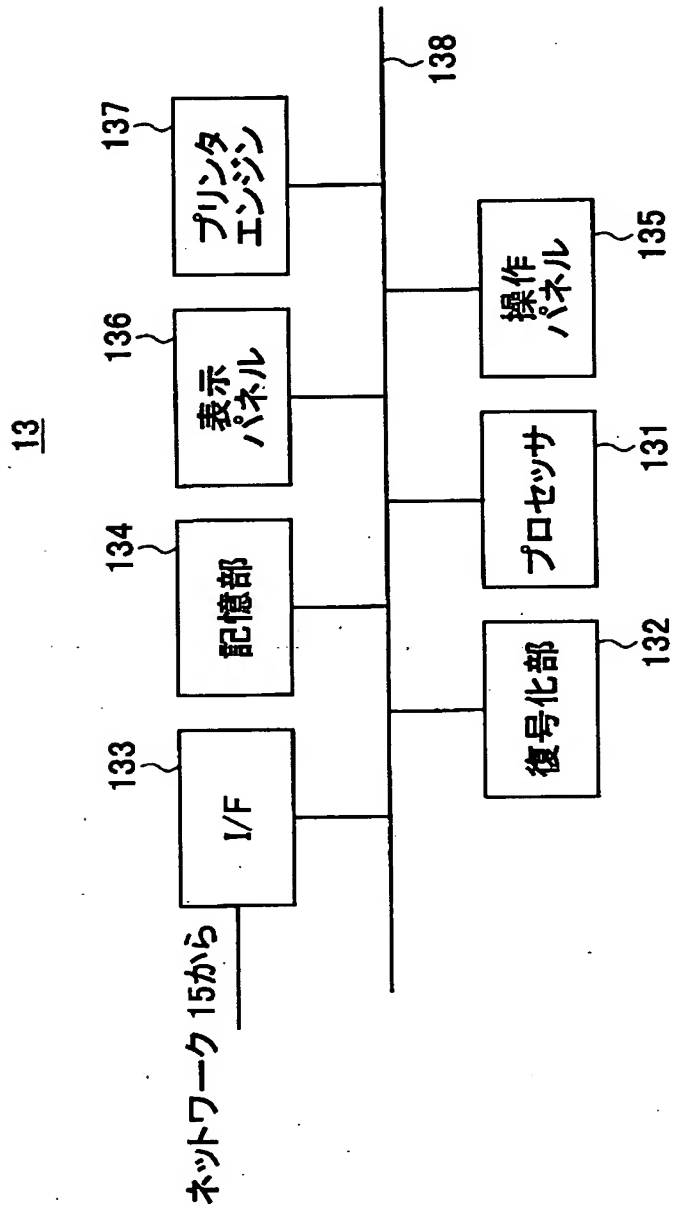 13
133
134
136
137
I/F
記憶部
表示
パネル
プリンタ
エンジン
ネットワーク 15から
138
復号化部
プロセッサ
操作
パネル
132
131
135